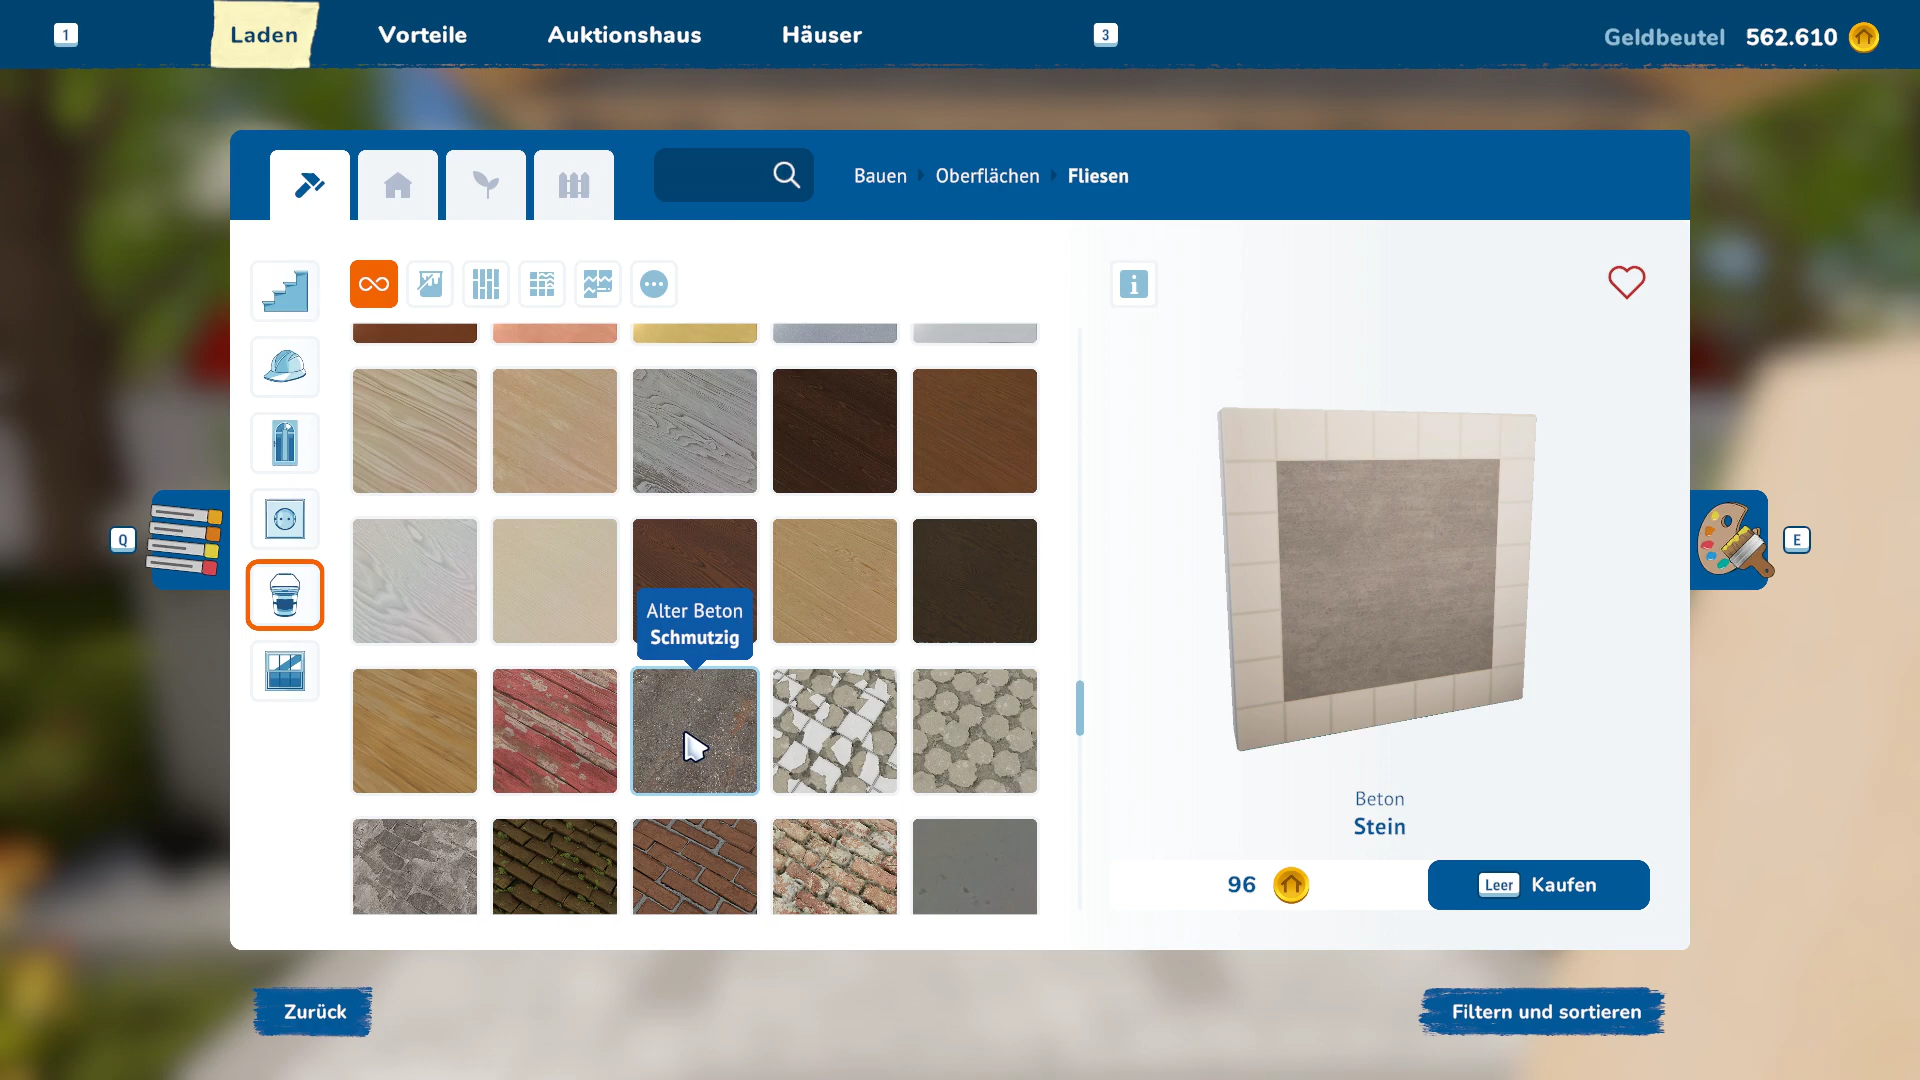 1
Laden
Vorteile
Auktionshaus
Häuser
3
Geldbeutel 562.610
Bauen
Oberflächen
Fliesen
i
Q
E
Alter Beton
Schmutzig
Beton
Stein
96
Leer Kaufen
Zurück
Filtern und sortieren